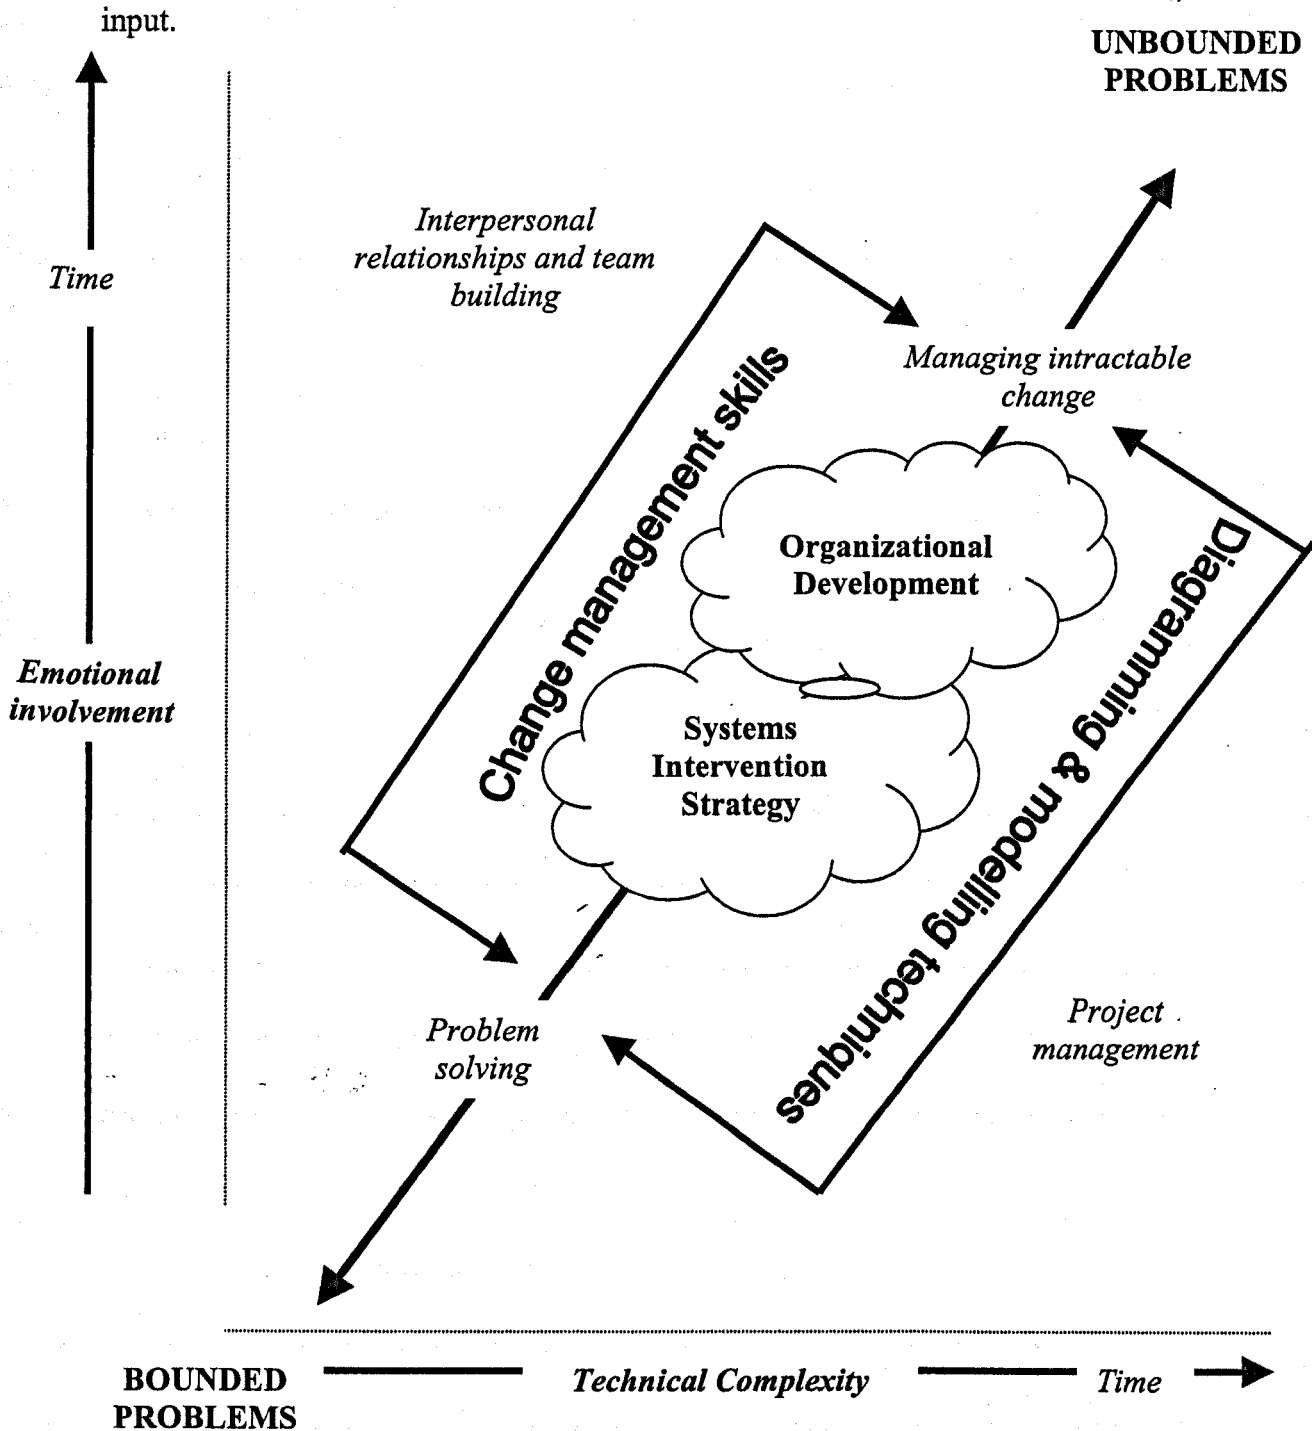 input.
UNBOUNDED
PROBLEMS
Interpersonal
relationships and team
building
Time
Managing intractable
change
Change management skills
Organizational
Development
Diagramming & modelling techniques
Emotional
involvement
Systems
Intervention
Strategy
Problem
solving
Project
management
BOUNDED
PROBLEMS
Technical Complexity
Time